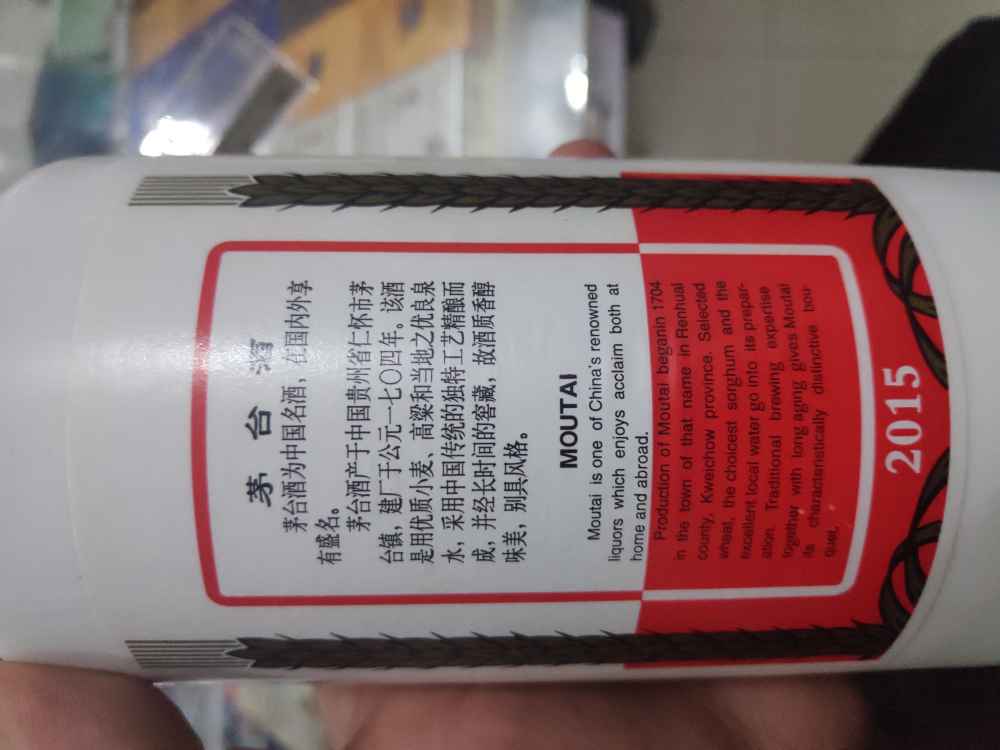 茅台酒
茅台酒为中国名酒，在国内外享
有盛名。
茅台酒产于中国贵州省仁怀市茅
台镇，建厂于公元一七〇四年。该酒
是用优质小麦、高粱和当地之优良泉
水，采用中国传统的独特工艺精酿而
成，并经长时间的窖藏，故酒质香醇
味美，别具风格。
MOUTAI
Moutai is one of China's renowned
liquors which enjoys acclaim both at
home and abroad.
Production of Moutai beganin 1704
in the town of that name in Renhuai
county, Kweichow province. Selected
wheat, the choicest sorghum and the
excellent local water go into its prepar-
ation. Traditional brewing expertise
together with long aging gives Moutai
its characteristically distinctive bou-
quet.
2015